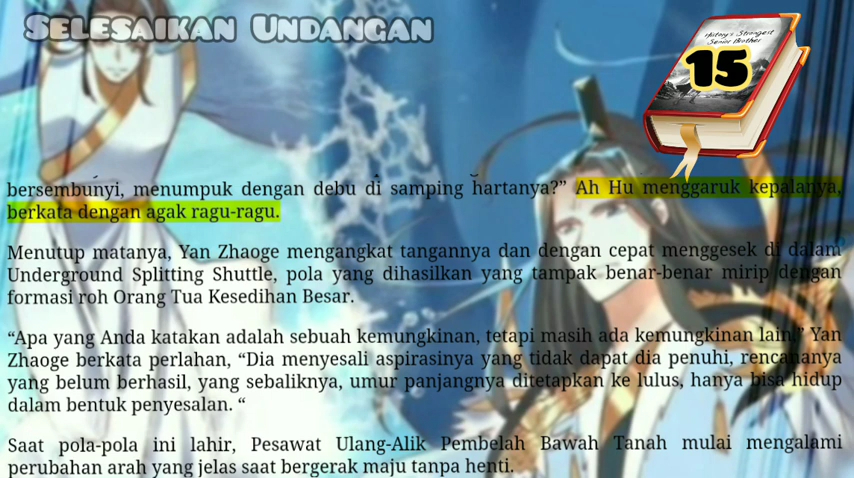 Selesaikan Undangan
History's Strongest
Senior Brother
15
bersembunyi, menumpuk dengan debu di samping hartanya?” Ah Hu menggaruk kepalanya,
berkata dengan agak ragu-ragu.
Menutup matanya, Yan Zhaoge mengangkat tangannya dan dengan cepat menggesek di dalam
Underground Splitting Shuttle, pola yang dihasilkan yang tampak benar-benar mirip dengan
formasi roh Orang Tua Kesedihan Besar.
“Apa yang Anda katakan adalah sebuah kemungkinan, tetapi masih ada kemungkinan lain.” Yan
Zhaoge berkata perlahan, “Dia menyesali aspirasinya yang tidak dapat dia penuhi, rencananya
yang belum berhasil, yang sebaliknya, umur panjangnya ditetapkan ke lulus, hanya bisa hidup
dalam bentuk penyesalan. “
Saat pola-pola ini lahir, Pesawat Ulang-Alik Pembelah Bawah Tanah mulai mengalami
perubahan arah yang jelas saat bergerak maju tanpa henti.